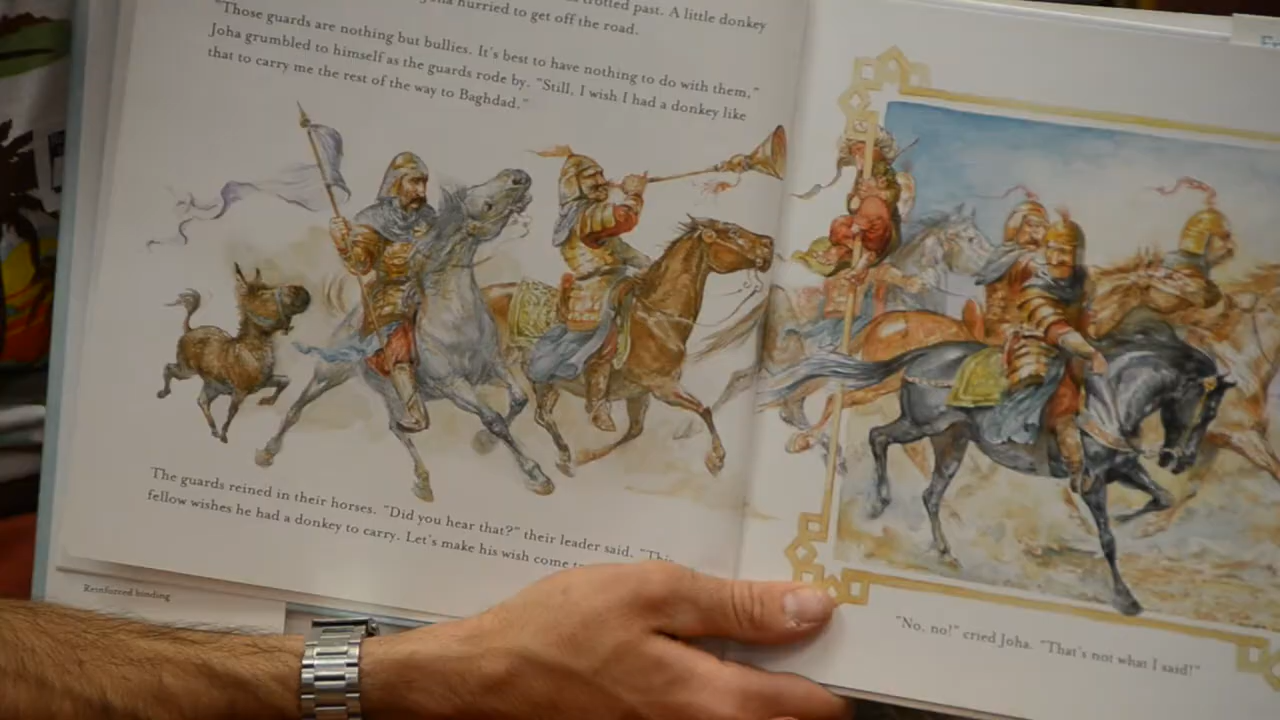 trotted past. A little donkey
hurried to get off the road.
"Those guards are nothing but bullies. It's best to have nothing to do with them,"
Joha grumbled to himself as the guards rode by. "Still, I wish I had a donkey like
that to carry me the rest of the way to Baghdad."
The guards reined in their horses. "Did you hear that?" their leader said. "This
fellow wishes he had a donkey to carry. Let's make his wish come
Reinforced binding
"No, no!" cried Joha. "That's not what I said!"